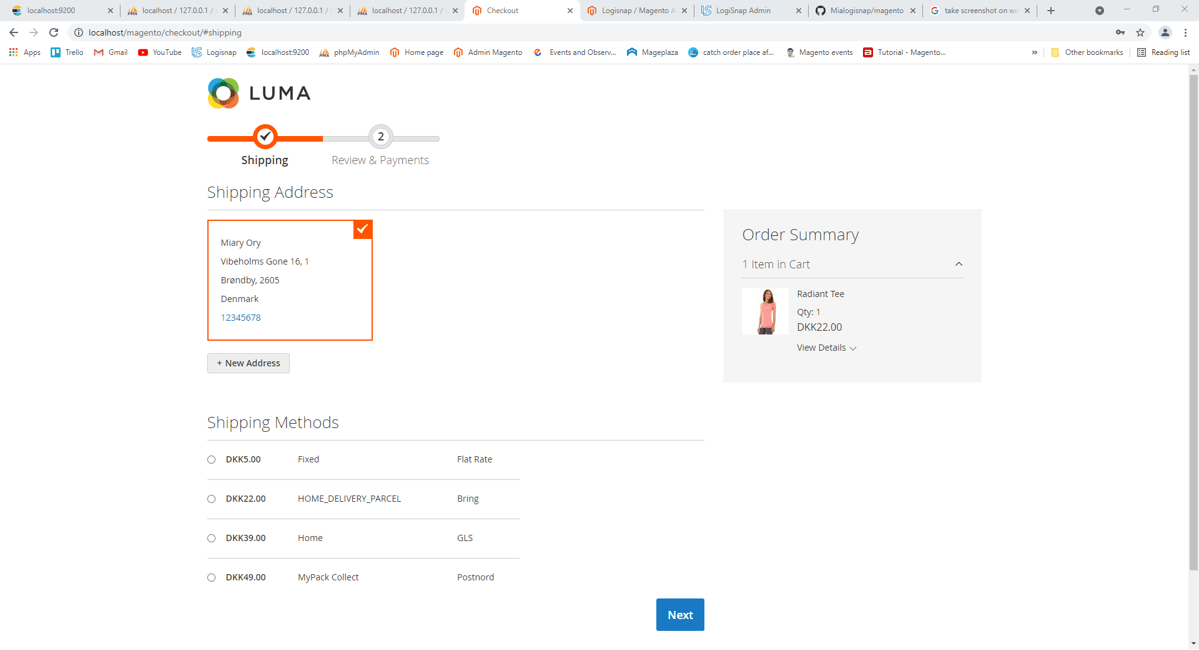 localhost:9200
localhost / 127.0.0.1 /
localhost / 127.0.0.1 /
localhost / 127.0.0.1 /
Checkout
Logisnap / Magento
LogiSnap Admin
Mialogisnap/magento
take screenshot on w
localhost/magento/checkout/#shipping
Apps
Trello
Gmail
YouTube
Logisnap
localhost:9200
phpMyAdmin
Home page
Admin Magento
Events and Observ...
Mageplaza
catch order place af...
Magento events
Tutorial - Magento...
»
Other bookmarks
Reading list
LUMA
2
Shipping
Review & Payments
Shipping Address
Miary Ory
Vibeholms Gone 16, 1
Brøndby, 2605
Denmark
12345678
+ New Address
Order Summary
1 Item in Cart
Radiant Tee
Qty: 1
DKK22.00
View Details
Shipping Methods
DKK5.00 Fixed Flat Rate
DKK22.00 HOME_DELIVERY_PARCEL Bring
DKK39.00 Home GLS
DKK49.00 MyPack Collect Postnord
Next